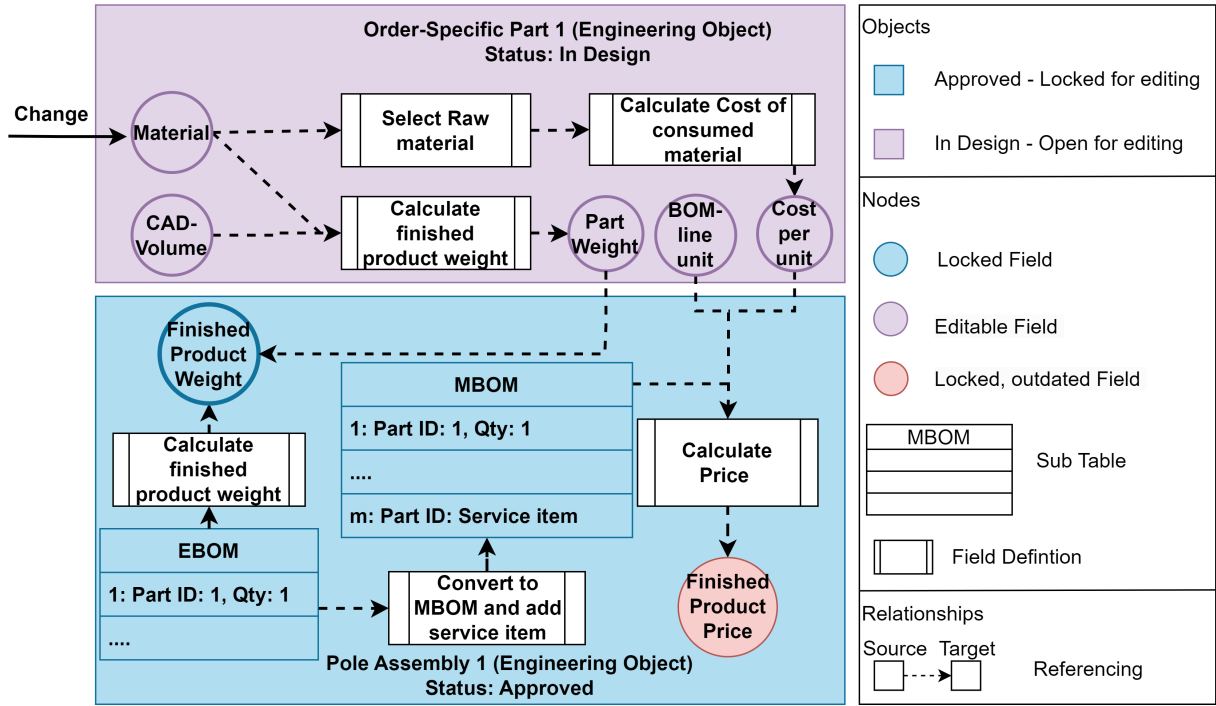 Order-Specific Part 1 (Engineering Object)
Status: In Design
Change
Material
Select Raw
material
Calculate Cost of
consumed
material
CAD-
Volume
Calculate
finished
product weight
Part
Weight
BOM-
line
unit
Cost
per
unit
Finished
Product
Weight
MBOM
1: Part ID: 1, Qty: 1
....
m: Part ID: Service item
Calculate
Price
Calculate
finished
product weight
EBOM
1: Part ID: 1, Qty: 1
....
Convert to
MBOM and add
service item
Finished
Product
Price
Pole Assembly 1 (Engineering Object)
Status: Approved
Objects
Approved - Locked for editing
In Design - Open for editing
Nodes
Locked Field
Editable Field
Locked, outdated Field
MBOM
Sub Table
Field Defintion
Relationships
Source Target
Referencing